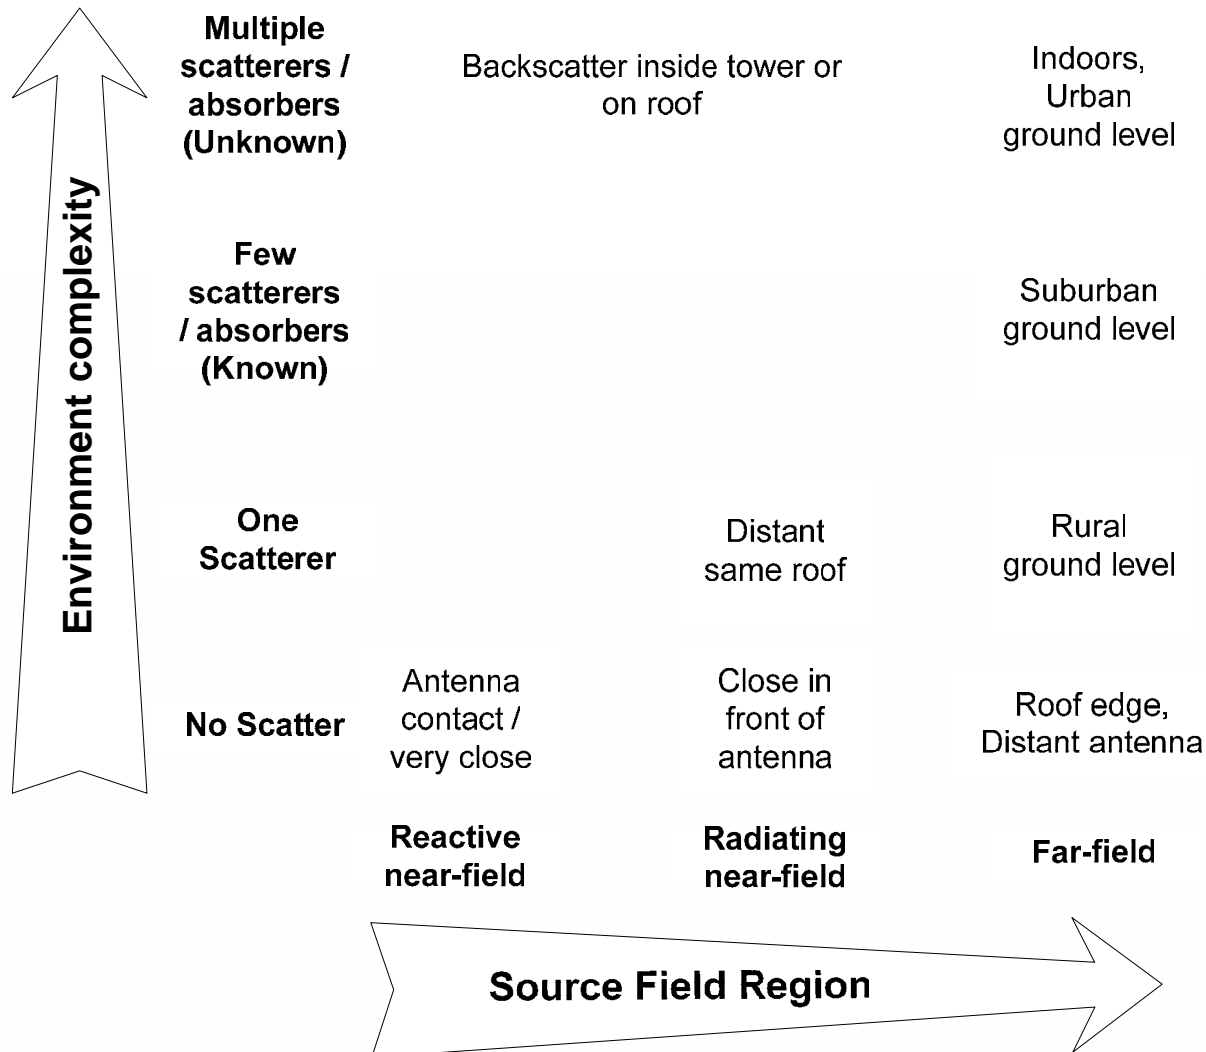 Environment complexity
Multiple
scatterers /
absorbers
(Unknown)
Backscatter inside tower or
on roof
Indoors,
Urban
ground level
Few
scatterers
/ absorbers
(Known)
Suburban
ground level
One
Scatterer
Distant
same roof
Rural
ground level
No Scatter
Antenna
contact /
very close
Close in
front of
antenna
Roof edge,
Distant antenna
Reactive
near-field
Radiating
near-field
Far-field
Source Field Region